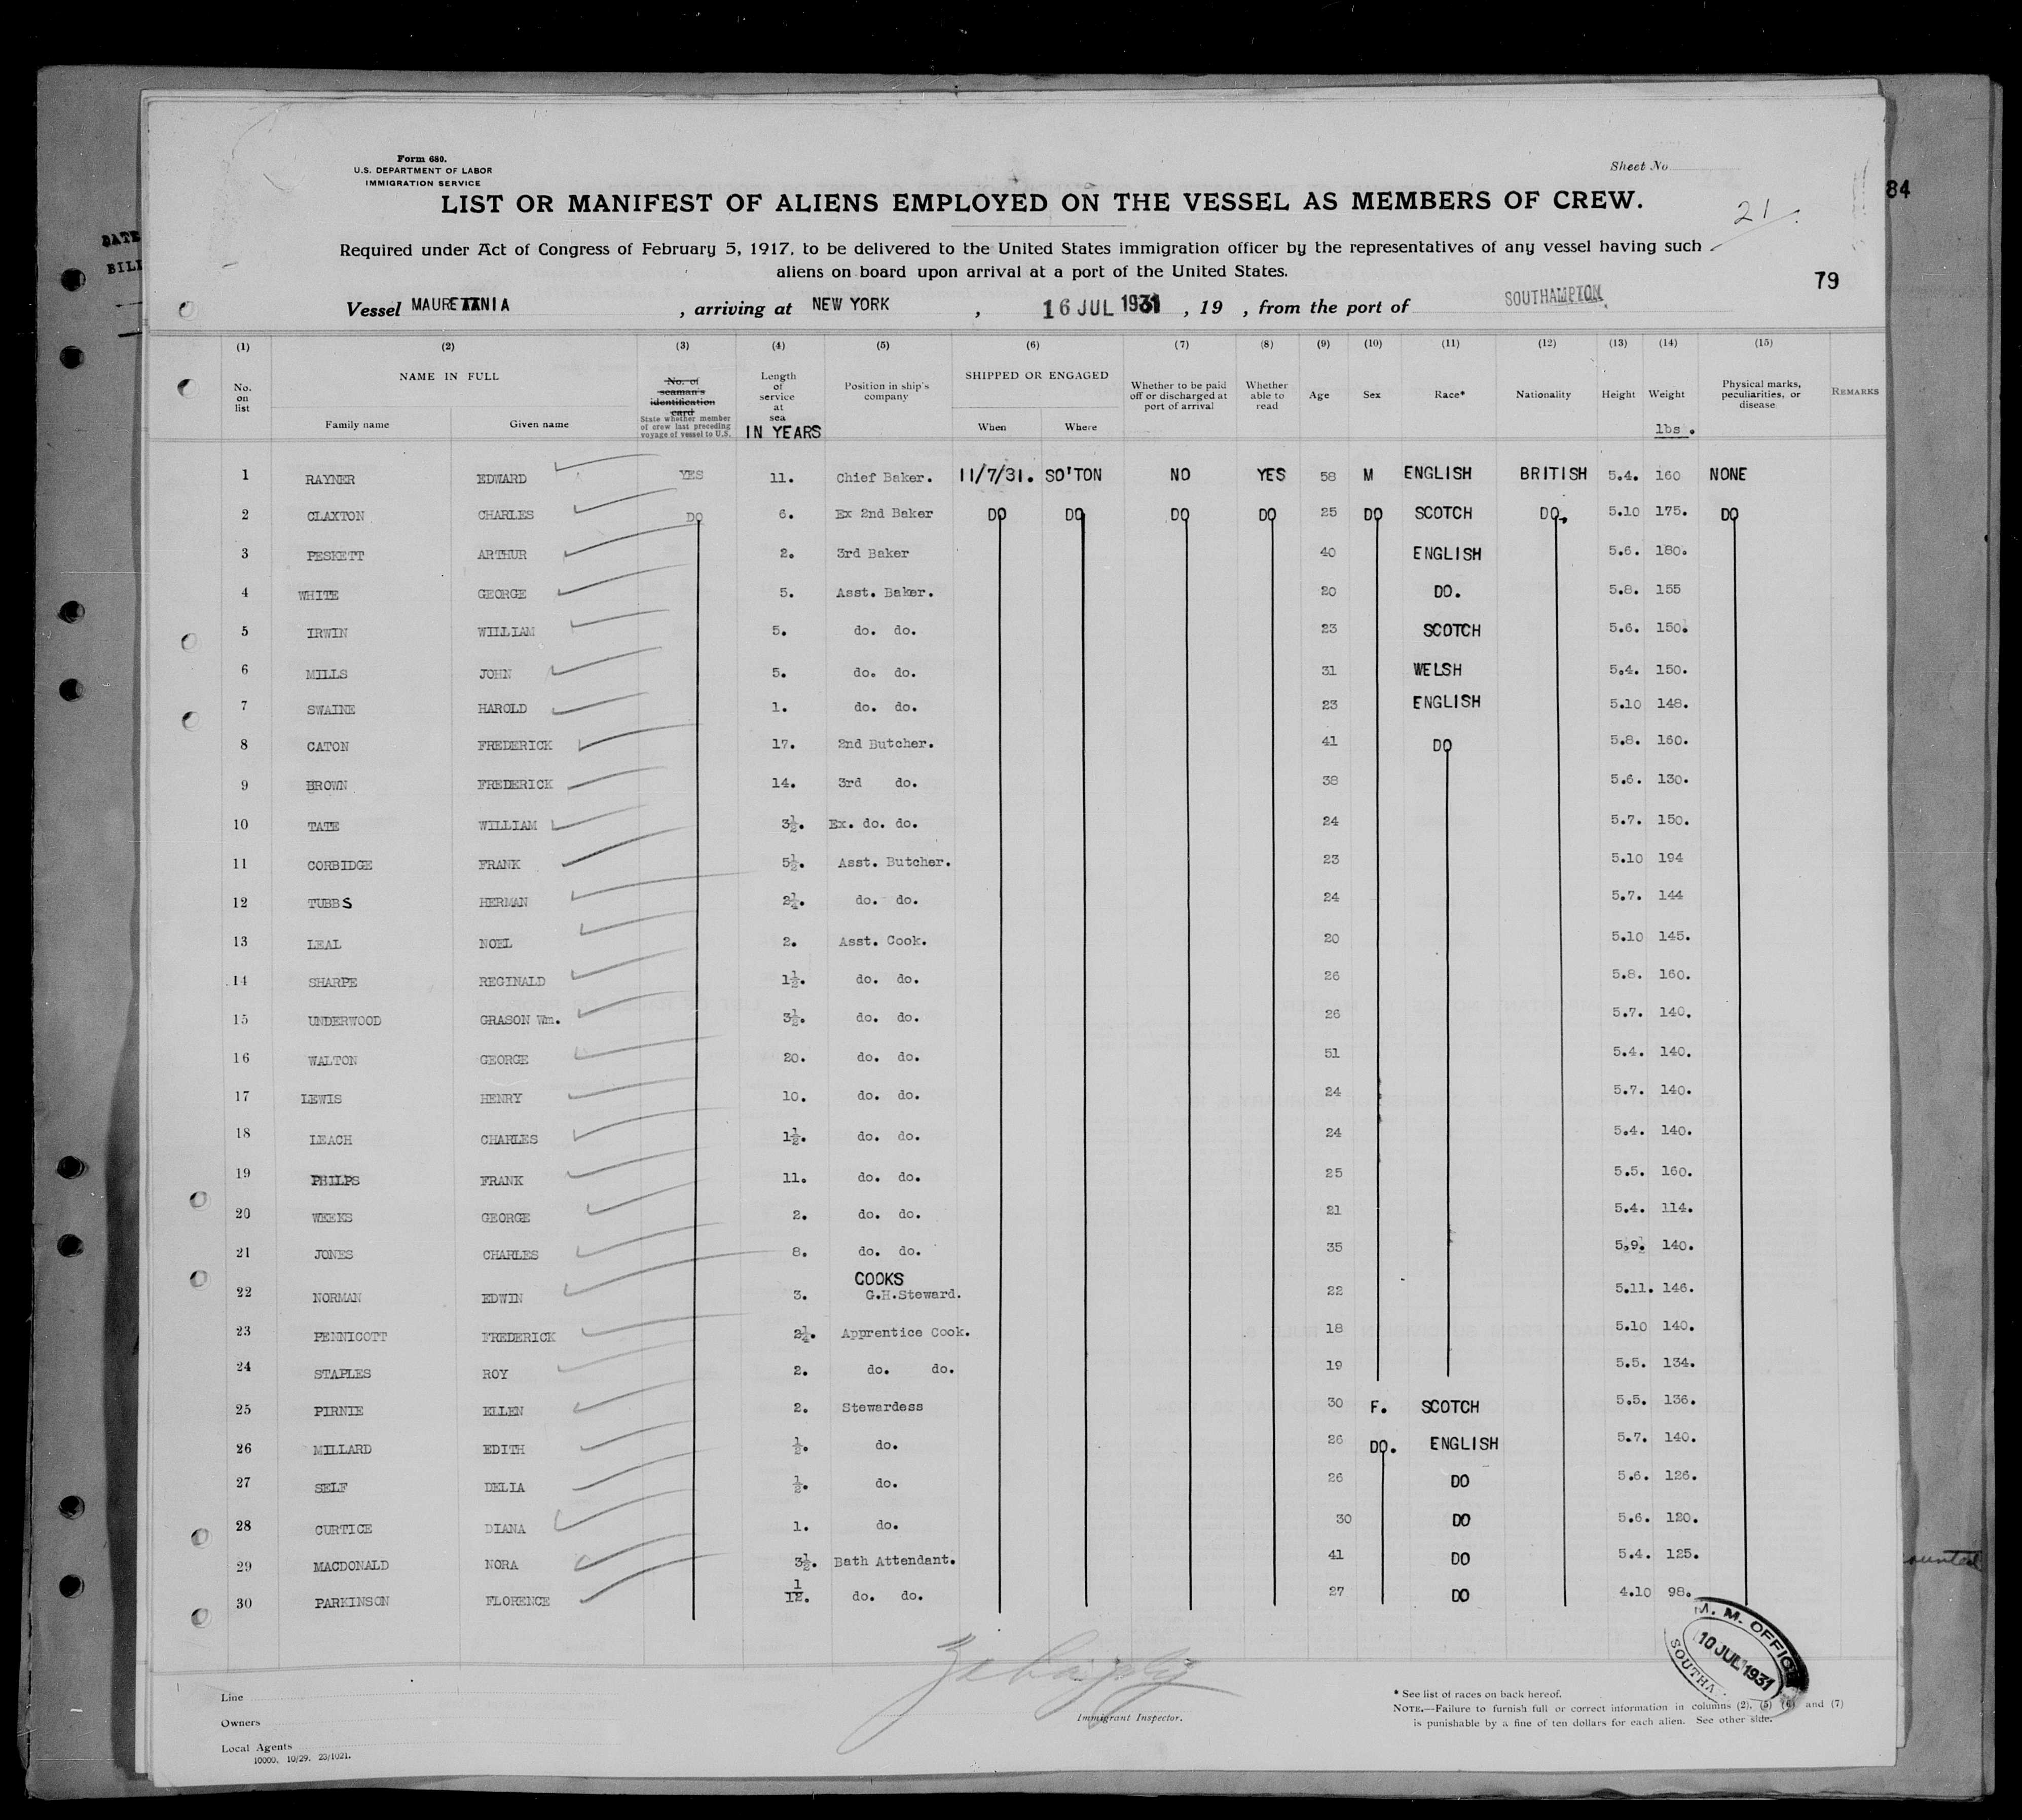 Form 680.
U.S. DEPARTMENT OF LABOR
IMMIGRATION SERVICE
Sheet No
84
LIST OR MANIFEST OF ALIENS EMPLOYED ON THE VESSEL AS MEMBERS OF CREW.
21
DATE
BILL
Required under Act of Congress of February 5, 1917, to be delivered to the United States immigration officer by the representatives of any vessel having such
aliens on board upon arrival at a port of the United States.
79
Vessel MAURETANIA , arriving at NEW YORK , 16 JUL 1931 , 19 , from the port of SOUTHAMPTON
(1) (2) (3) (4) (5) (6) (7) (8) (9) (10) (11) (12) (13) (14) (15)
No. on list NAME IN FULL Family name Given name No. of seaman's identification card State whether member of crew last preceding voyage of vessel to U.S. Length of service at sea IN YEARS Position in ship's company SHIPPED OR ENGAGED When Where Whether to be paid off or discharged at port of arrival Whether able to read Age Sex Race* Nationality Height Weight lbs. Physical marks, peculiarities, or disease REMARKS
1 RAYNER EDWARD YES 11. Chief Baker. 11/7/31. SO'TON NO YES 58 M ENGLISH BRITISH 5.4. 160 NONE
2 CLAXTON CHARLES DO 6. Ex 2nd Baker DO DO DO DO 25 DO SCOTCH DO. 5.10 175. DO
3 PESKETT ARTHUR 2. 3rd Baker 40 ENGLISH 5.6. 180.
4 WHITE GEORGE 5. Asst. Baker. 20 DO. 5.8. 155
5 IRWIN WILLIAM 5. do. do. 23 SCOTCH 5.6. 150.
6 MILLS JOHN 5. do. do. 31 WELSH 5.4. 150.
7 SWAINE HAROLD 1. do. do. 23 ENGLISH 5.10 148.
8 CATON FREDERICK 17. 2nd Butcher. 41 DO 5.8. 160.
9 BROWN FREDERICK 14. 3rd do. 38 5.6. 130.
10 TATE WILLIAM 3½. Ex. do. do. 24 5.7. 150.
11 CORBIDGE FRANK 5½. Asst. Butcher. 23 5.10 194
12 TUBBS HERMAN 2¼. do. do. 24 5.7. 144
13 LEAL NOEL 2. Asst. Cook. 20 5.10 145.
14 SHARPE REGINALD 1½. do. do. 26 5.8. 160.
15 UNDERWOOD GRASON Wm. 3½. do. do. 26 5.7. 140.
16 WALTON GEORGE 20. do. do. 51 5.4. 140.
17 LEWIS HENRY 10. do. do. 24 5.7. 140.
18 LEACH CHARLES 1½. do. do. 24 5.4. 140.
19 PHILPS FRANK 11. do. do. 25 5.5. 160.
20 WEEKS GEORGE 2. do. do. 21 5.4. 114.
21 JONES CHARLES 8. do. do. 35 5.9. 140.
COOKS
22 NORMAN EDWIN 3. G.H.Steward. 22 5.11. 146.
23 PENNICOTT FREDERICK 2¼. Apprentice Cook. 18 5.10 140.
24 STAPLES ROY 2. do. do. 19 5.5. 134.
25 PIRNIE ELLEN 2. Stewardess 30 F. SCOTCH 5.5. 136.
26 MILLARD EDITH ½. do. 26 DO. ENGLISH 5.7. 140.
27 SELF DELIA ½. do. 26 DO 5.6. 126.
28 CURTICE DIANA 1. do. 30 DO 5.6. 120.
29 MACDONALD NORA 3½. Bath Attendant. 41 DO 5.4. 125.
30 PARKINSON FLORENCE 1/12. do. do. 27 DO 4.10 98.
M. M. OFFICE
10 JUL 1931
SOUTH
Line
Owners
Local Agents
10000. 10/29. 23/1021.
Immigrant Inspector.
* See list of races on back hereof.
NOTE.—Failure to furnish full or correct information in columns (2), (5) (6) and (7)
is punishable by a fine of ten dollars for each alien. See other side.